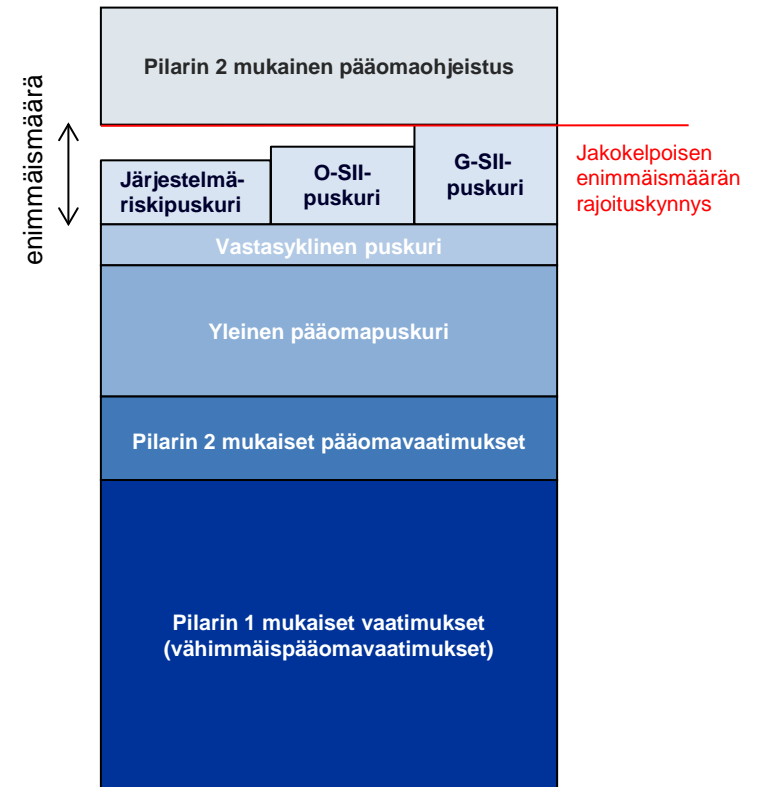 Pilarin 2 mukainen pääomaohjeistus
enimmäismäärä
Järjestelmä-
riskipuskuri
O-SII-
puskuri
G-SII-
puskuri
Jakokelpoisen
enimmäismäärän
rajoituskynnys
Vastasyklinen puskuri
Yleinen pääomapuskuri
Pilarin 2 mukaiset pääomavaatimukset
Pilarin 1 mukaiset vaatimukset
(vähimmäispääomavaatimukset)